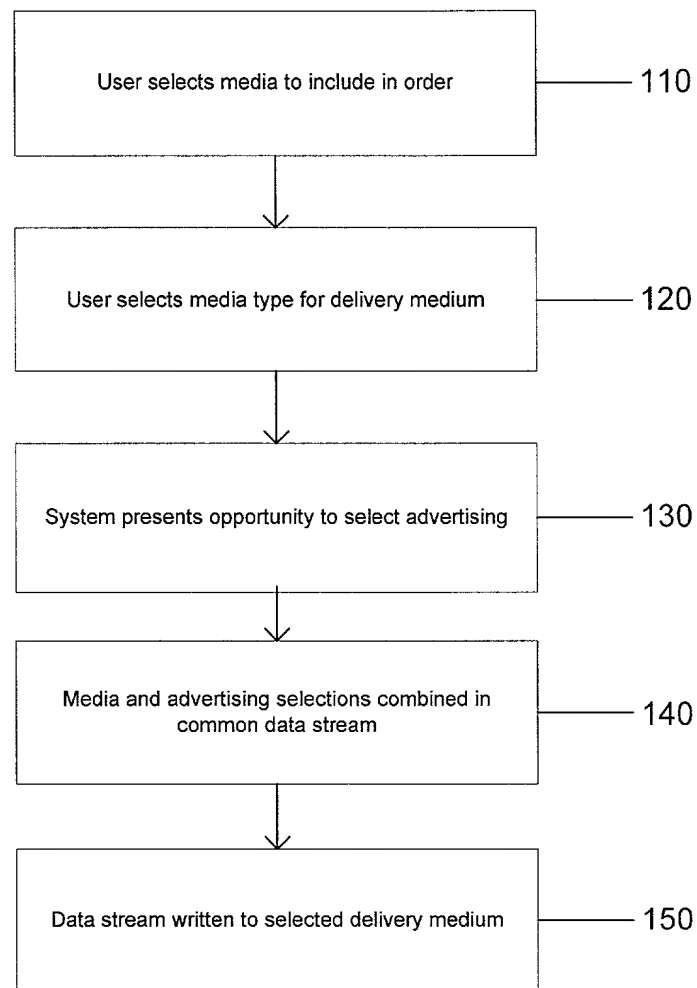 User selects media to include in order
110
User selects media type for delivery medium
120
System presents opportunity to select advertising
130
Media and advertising selections combined in
common data stream
140
Data stream written to selected delivery medium
150